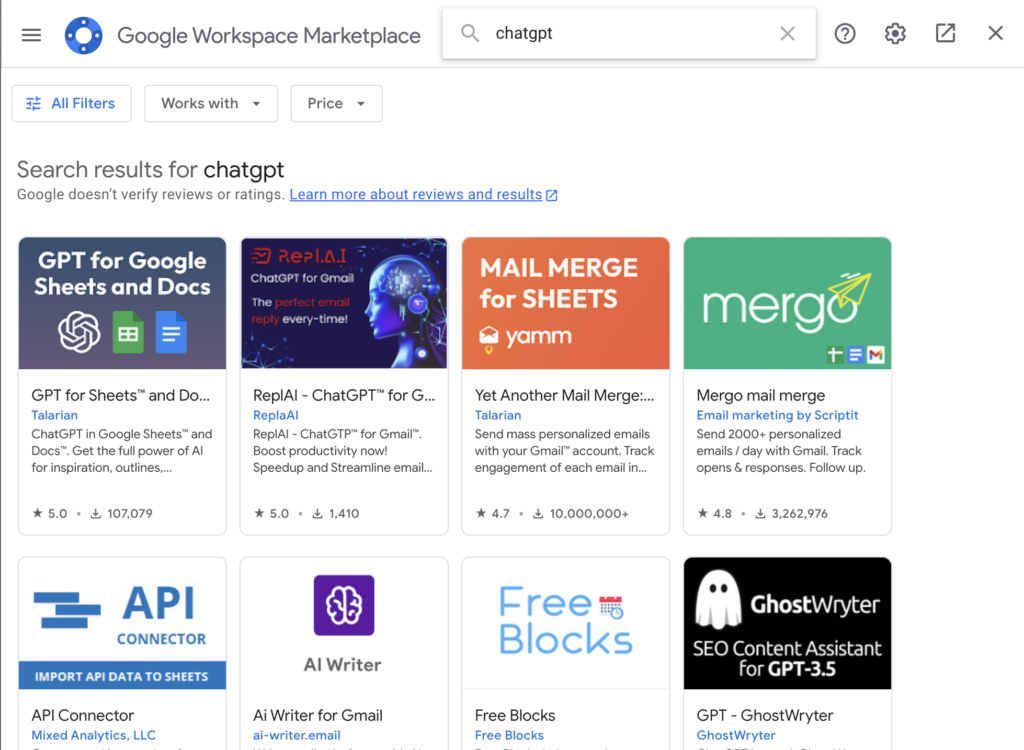 Google Workspace Marketplace
chatgpt
All Filters
Works with
Price
Search results for chatgpt
Google doesn’t verify reviews or ratings. Learn more about reviews and results
GPT for Google
Sheets and Docs
GPT for Sheets™ and Do...
Talarian
ChatGPT in Google Sheets™ and
Docs™. Get the full power of AI
for inspiration, outlines,...
5.0 • 107,079
ReplA.I
ChatGPT for Gmail
The perfect email
reply every-time!
ReplAI - ChatGPT™ for G...
ReplaAI
ReplAI - ChatGTP™ for Gmail™.
Boost productivity now!
Speedup and Streamline email...
5.0 • 1,410
MAIL MERGE
for SHEETS
yamm
Yet Another Mail Merge:...
Talarian
Send mass personalized emails
with your Gmail™ account. Track
engagement of each email in...
4.7 • 10,000,000+
mergo
Mergo mail merge
Email marketing by Scriptit
Send 2000+ personalized
emails / day with Gmail. Track
opens & responses. Follow up.
4.8 • 3,262,976
API
CONNECTOR
IMPORT API DATA TO SHEETS
API Connector
Mixed Analytics, LLC
AI Writer
Ai Writer for Gmail
ai-writer.email
Free
Blocks
Free Blocks
Free Blocks
GhostWryter
SEO Content Assistant
for GPT-3.5
GPT - GhostWryter
GhostWryter